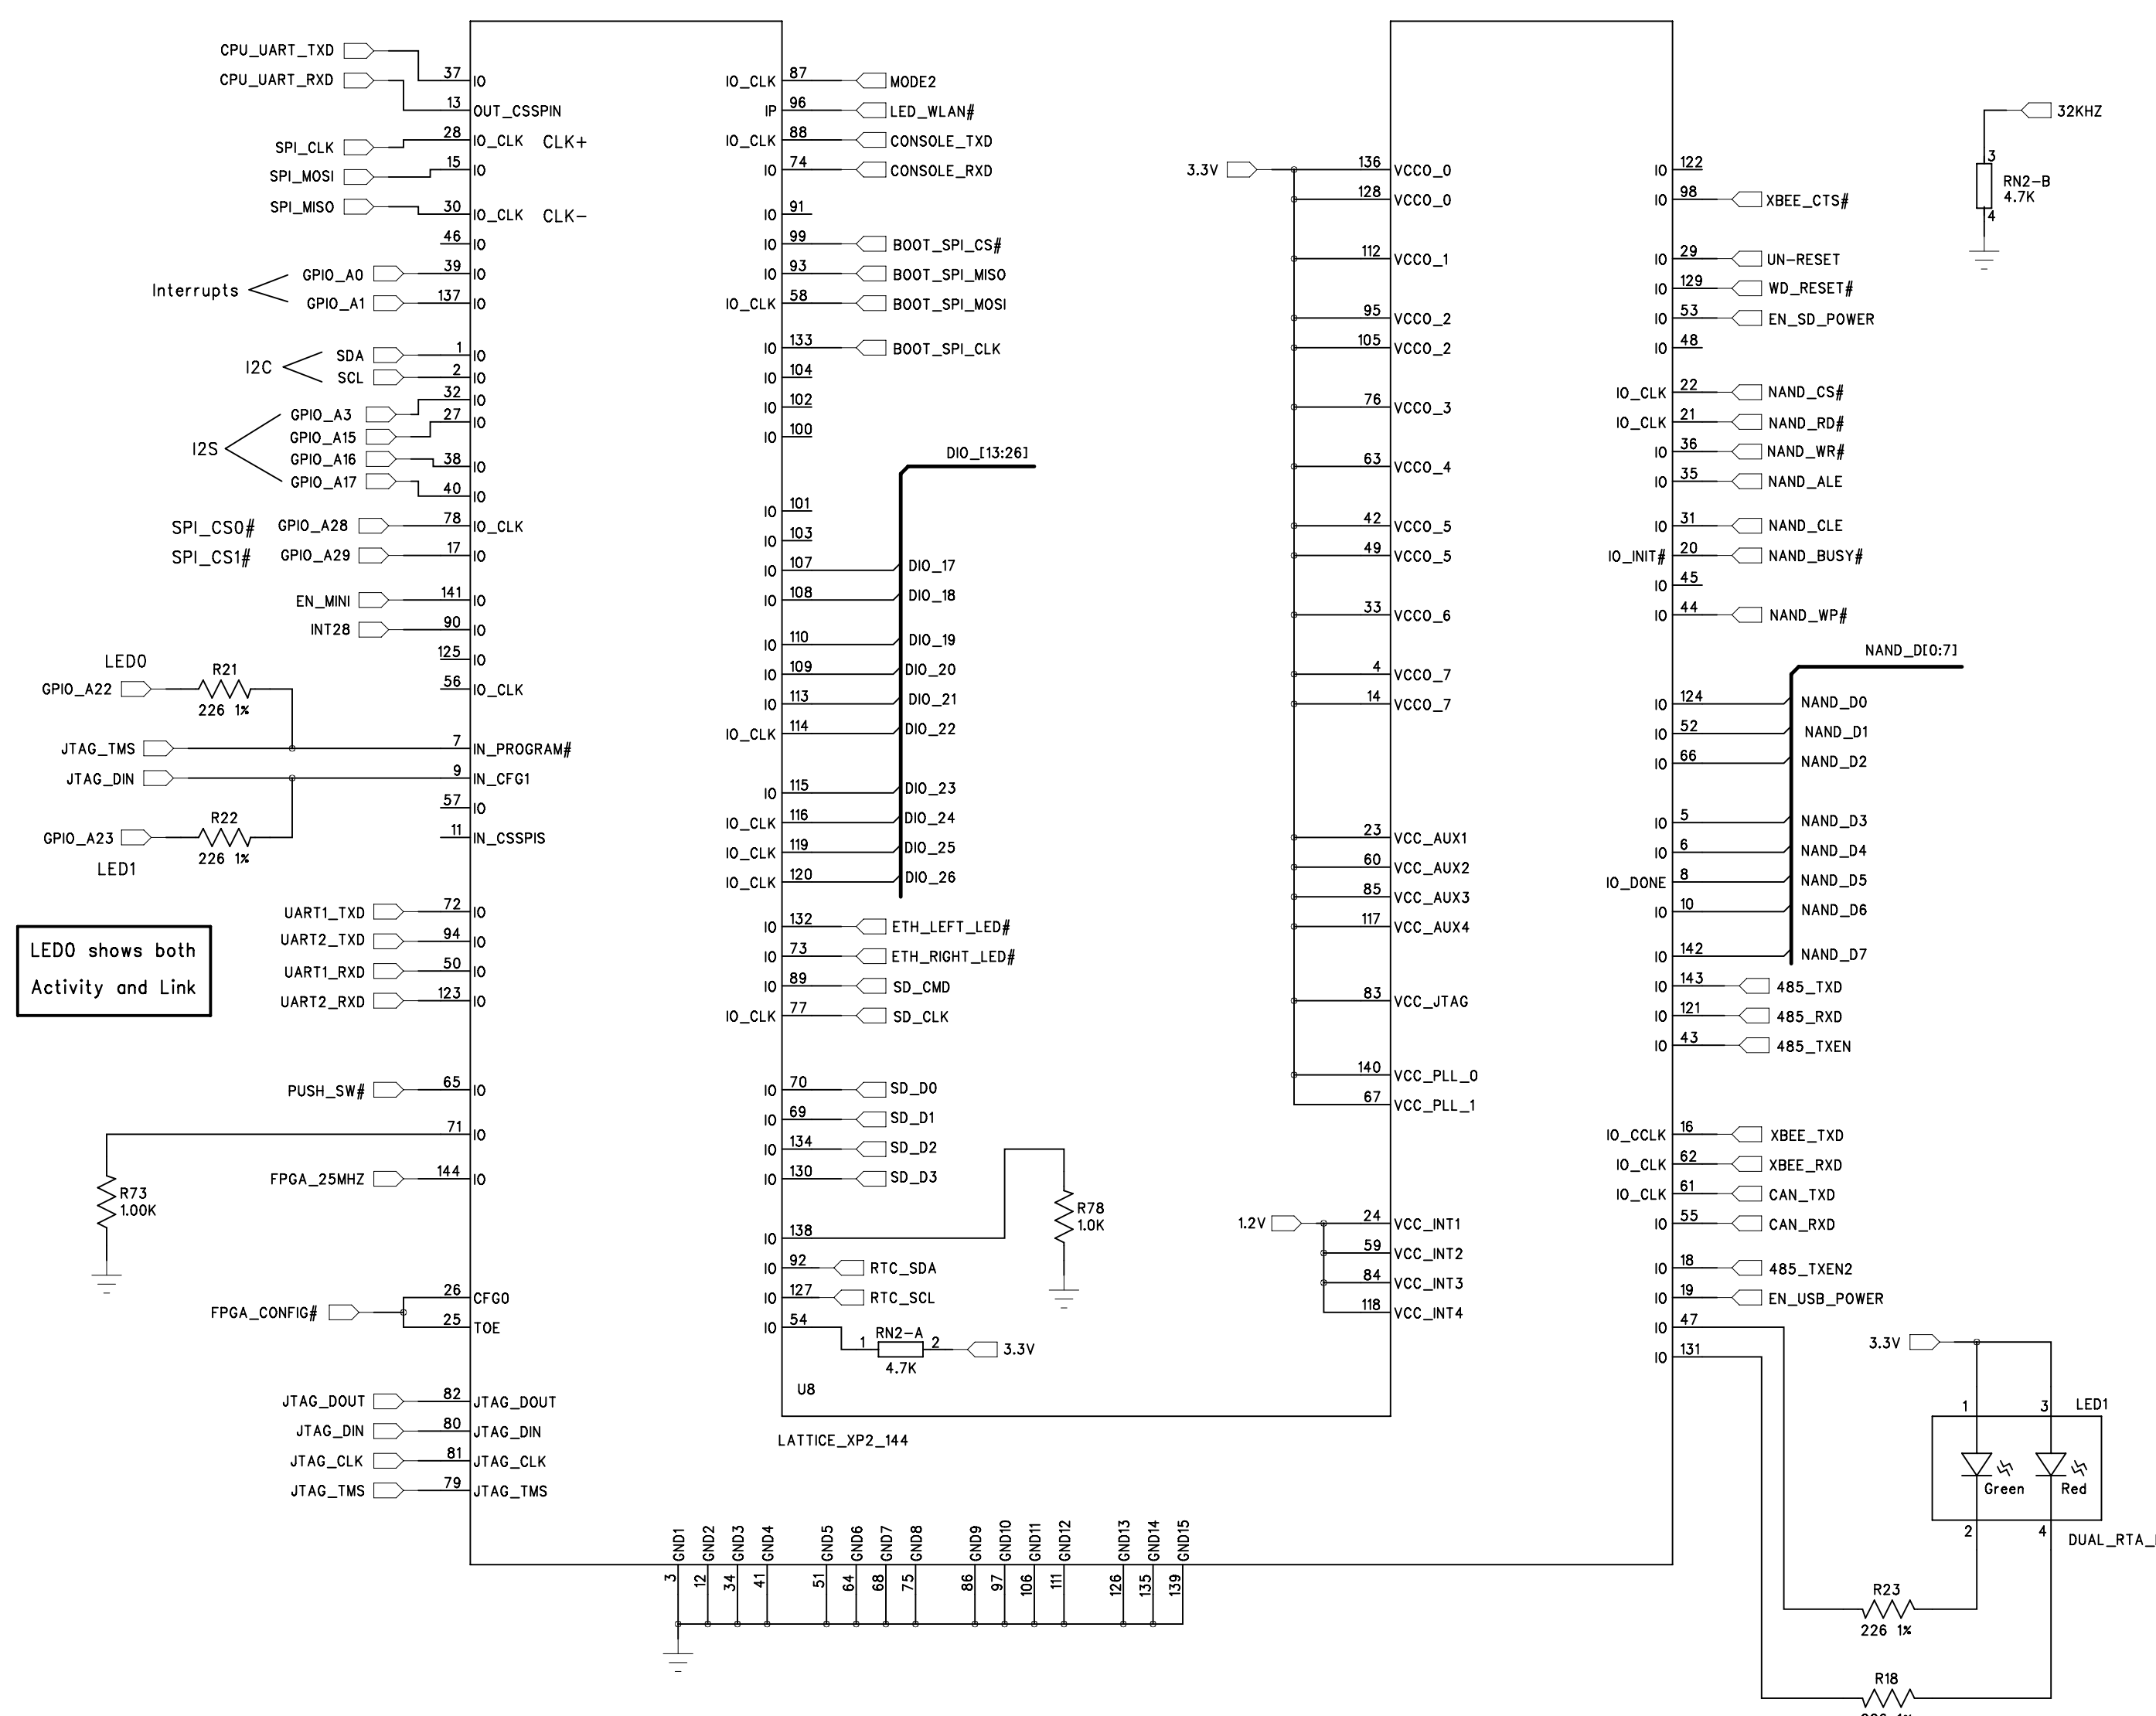 CPU_UART_TXD
CPU_UART_RXD
37 IO
13 OUT_CSSPIN
SPI_CLK 28 IO_CLK CLK+
SPI_MOSI 15 IO
SPI_MISO 30 IO_CLK CLK-
46 IO
Interrupts
GPIO_A0 39 IO
GPIO_A1 137 IO
I2C
SDA 1 IO
SCL 2 IO
I2S
GPIO_A3 32 IO
GPIO_A15 27 IO
GPIO_A16 38 IO
GPIO_A17 40 IO
SPI_CS0# GPIO_A28 78 IO_CLK
SPI_CS1# GPIO_A29 17 IO
EN_MINI 141 IO
INT28 90 IO
125 IO
56 IO_CLK
LED0
GPIO_A22
R21
226 1%
JTAG_TMS 7 IN_PROGRAM#
JTAG_DIN 9 IN_CFG1
57 IO
R22
GPIO_A23 11 IN_CSSPIS
226 1%
LED1
UART1_TXD 72 IO
UART2_TXD 94 IO
UART1_RXD 50 IO
UART2_RXD 123 IO
LED0 shows both
Activity and Link
PUSH_SW# 65 IO
71 IO
FPGA_25MHZ 144 IO
R73
1.00K
FPGA_CONFIG#
26 CFG0
25 TOE
JTAG_DOUT 82 JTAG_DOUT
JTAG_DIN 80 JTAG_DIN
JTAG_CLK 81 JTAG_CLK
JTAG_TMS 79 JTAG_TMS
IO_CLK 87 MODE2
IP 96 LED_WLAN#
IO_CLK 88 CONSOLE_TXD
IO 74 CONSOLE_RXD
IO 91
IO 99 BOOT_SPI_CS#
IO 93 BOOT_SPI_MISO
IO_CLK 58 BOOT_SPI_MOSI
IO 133 BOOT_SPI_CLK
IO 104
IO 102
IO 100
DIO_[13:26]
IO 101
IO 103
IO 107 DIO_17
IO 108 DIO_18
IO 110 DIO_19
IO 109 DIO_20
IO 113 DIO_21
IO_CLK 114 DIO_22
IO 115 DIO_23
IO_CLK 116 DIO_24
IO_CLK 119 DIO_25
IO_CLK 120 DIO_26
IO 132 ETH_LEFT_LED#
IO 73 ETH_RIGHT_LED#
IO 89 SD_CMD
IO_CLK 77 SD_CLK
IO 70 SD_D0
IO 69 SD_D1
IO 134 SD_D2
IO 130 SD_D3
R78
1.0K
IO 138
IO 92 RTC_SDA
IO 127 RTC_SCL
IO 54
RN2-A
1 2 3.3V
4.7K
U8
LATTICE_XP2_144
GND1 GND2 GND3 GND4 GND5 GND6 GND7 GND8 GND9 GND10 GND11 GND12 GND13 GND14 GND15
3 12 34 41 51 64 68 75 86 97 106 111 126 135 139
3.3V 136 VCCO_0
128 VCCO_0
112 VCCO_1
95 VCCO_2
105 VCCO_2
76 VCCO_3
63 VCCO_4
42 VCCO_5
49 VCCO_5
33 VCCO_6
4 VCCO_7
14 VCCO_7
23 VCC_AUX1
60 VCC_AUX2
85 VCC_AUX3
117 VCC_AUX4
83 VCC_JTAG
140 VCC_PLL_0
67 VCC_PLL_1
1.2V 24 VCC_INT1
59 VCC_INT2
84 VCC_INT3
118 VCC_INT4
IO 122
IO 98 XBEE_CTS#
IO 29 UN-RESET
IO 129 WD_RESET#
IO 53 EN_SD_POWER
IO 48
IO_CLK 22 NAND_CS#
IO_CLK 21 NAND_RD#
IO 36 NAND_WR#
IO 35 NAND_ALE
IO 31 NAND_CLE
IO_INIT# 20 NAND_BUSY#
IO 45
IO 44 NAND_WP#
NAND_D[0:7]
IO 124 NAND_D0
IO 52 NAND_D1
IO 66 NAND_D2
IO 5 NAND_D3
IO 6 NAND_D4
IO_DONE 8 NAND_D5
IO 10 NAND_D6
IO 142 NAND_D7
IO 143 485_TXD
IO 121 485_RXD
IO 43 485_TXEN
IO_CCLK 16 XBEE_TXD
IO_CLK 62 XBEE_RXD
IO_CLK 61 CAN_TXD
IO 55 CAN_RXD
IO 18 485_TXEN2
IO 19 EN_USB_POWER
IO 47
IO 131
32KHZ
3
RN2-B
4.7K
4
3.3V
1 3 LED1
Green Red
2 4
DUAL_RTA_
R23
226 1%
R18